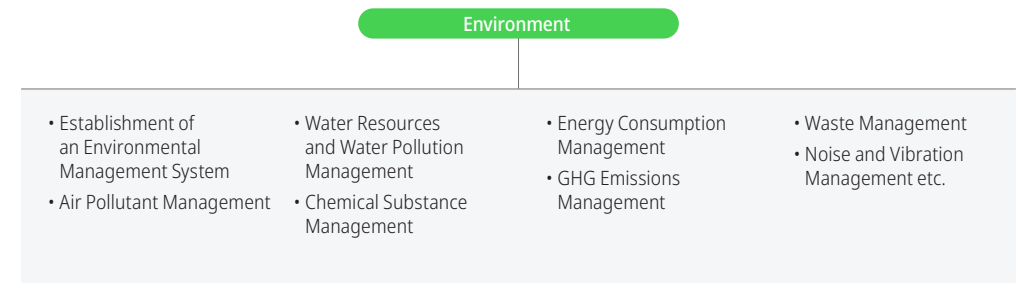 Environment
• Establishment of
an Environmental
Management System
• Air Pollutant Management
• Water Resources
and Water Pollution
Management
• Chemical Substance
Management
• Energy Consumption
Management
• GHG Emissions
Management
• Waste Management
• Noise and Vibration
Management etc.